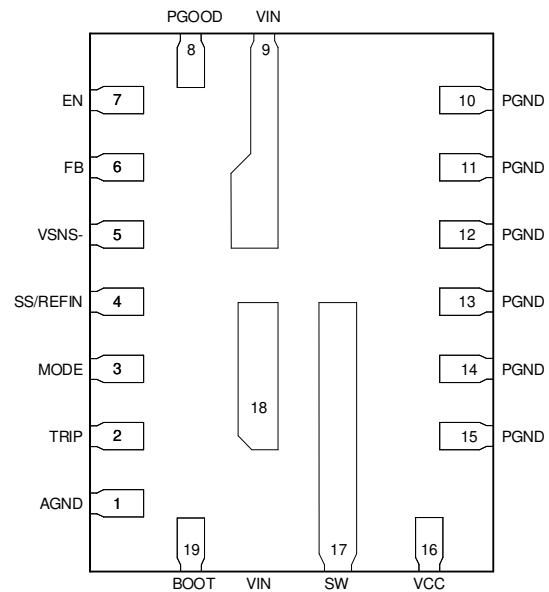 PGOOD VIN
8 9
EN 7 10 PGND
FB 6 11 PGND
VSNS- 5 12 PGND
SS/REFIN 4 13 PGND
MODE 3 14 PGND
18
TRIP 2 15 PGND
AGND 1
19 17 16
BOOT VIN SW VCC